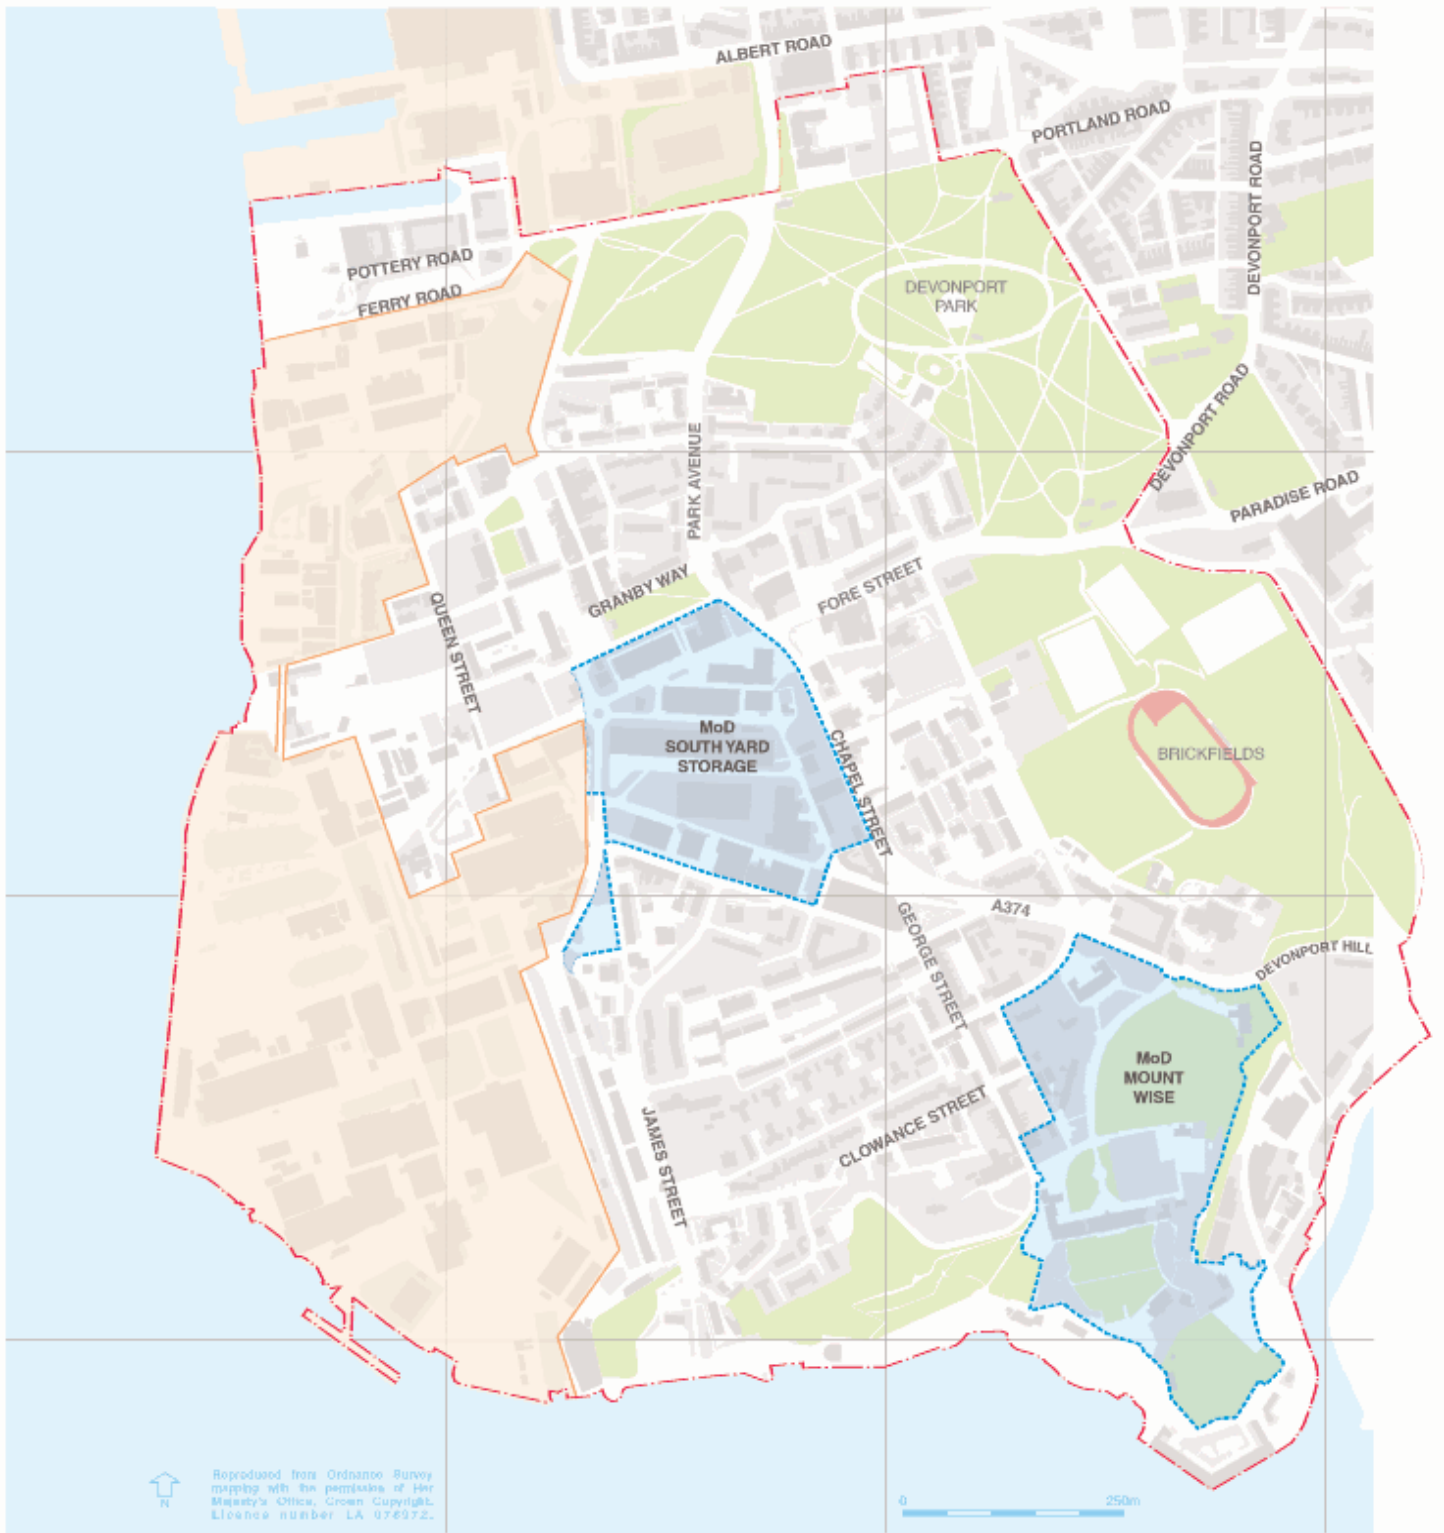 ALBERT ROAD
PORTLAND ROAD
DEVONPORT ROAD
POTTERY ROAD
FERRY ROAD
DEVONPORT
PARK
DEVONPORT ROAD
PARK AVENUE
PARADISE ROAD
GRANBY WAY
FORE STREET
QUEEN STREET
MoD
SOUTH YARD
STORAGE
CHAPEL STREET
BRICKFIELDS
A374
GEORGE STREET
DEVONPORT HILL
MoD
MOUNT
WISE
CLOWANCE STREET
JAMES STREET
N
Reproduced from Ordnance Survey
mapping with the permission of Her
Majesty's Office, Crown Copyright.
Licence number LA
0 250m